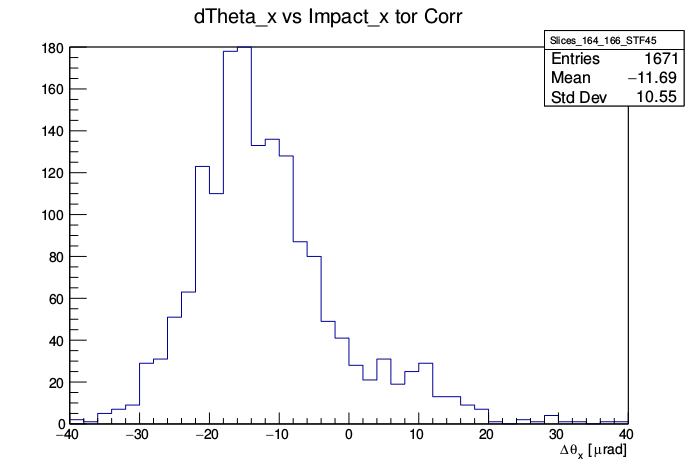 dTheta_x vs Impact_x tor Corr
Slices_164_166_STF45
Entries 1671
Mean −11.69
Std Dev 10.55
180
160
140
120
100
80
60
40
20
0
−40 −30 −20 −10 0 10 20 30 40
Δθx [μrad]